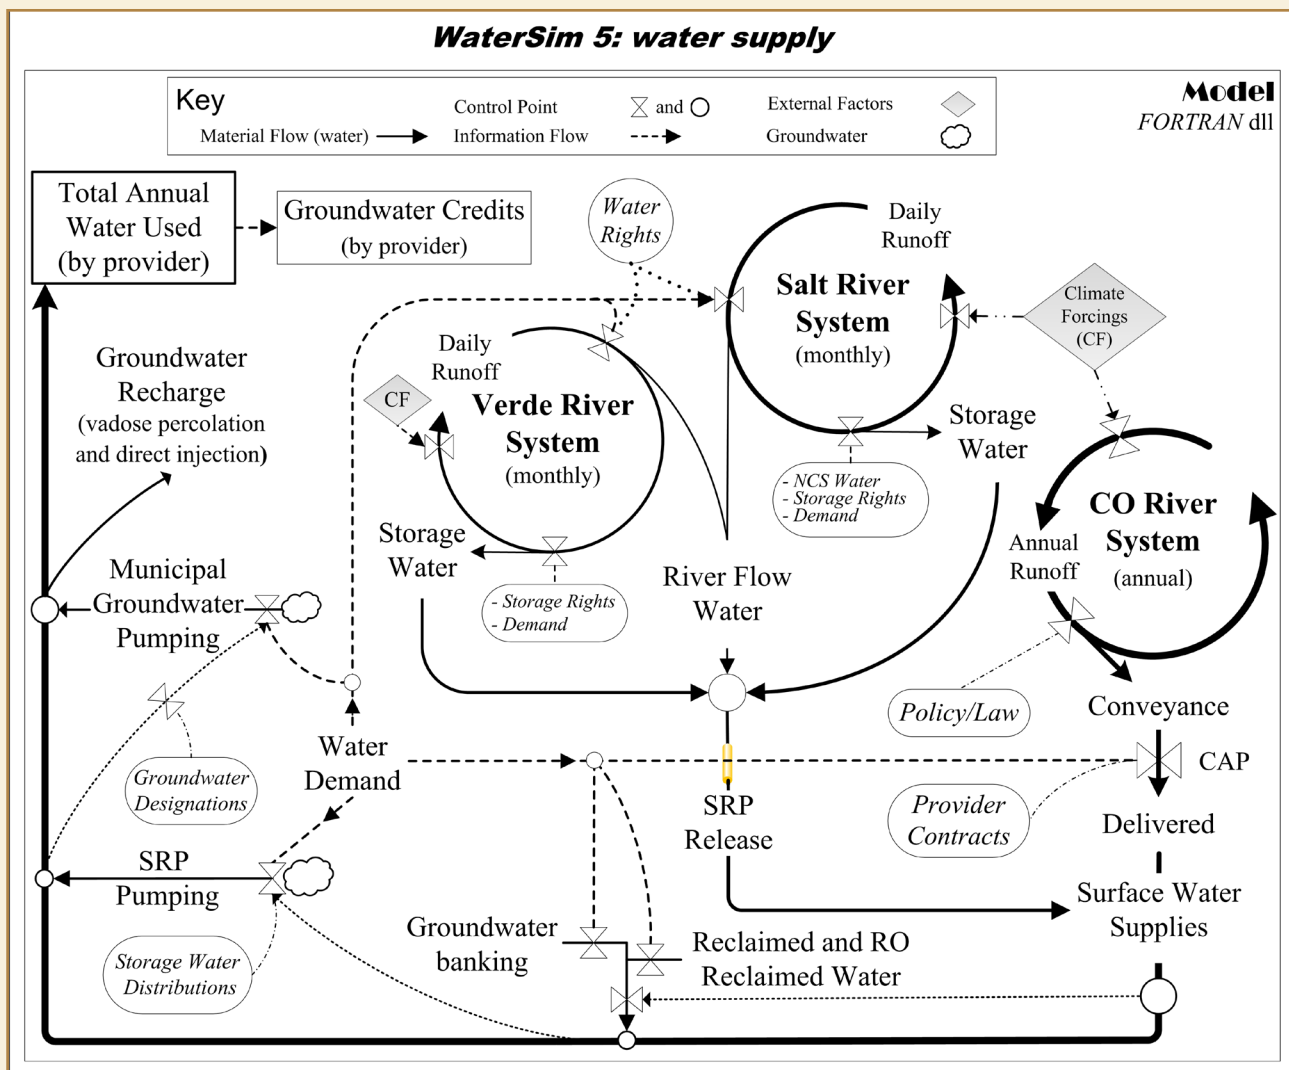 WaterSim 5: water supply
Model
FORTRAN dll
Key
Control Point
and
External Factors
Material Flow (water)
Information Flow
Groundwater
Total Annual
Water Used
(by provider)
Groundwater Credits
(by provider)
Water
Rights
Daily
Runoff
Salt River
System
(monthly)
Climate
Forcings
(CF)
Groundwater
Recharge
(vadose percolation
and direct injection)
Daily
Runoff
CF
Verde River
System
(monthly)
Storage
Water
- NCS Water
- Storage Rights
- Demand
CO River
System
(annual)
Annual
Runoff
Storage
Water
River Flow
Water
- Storage Rights
- Demand
Municipal
Groundwater
Pumping
Policy/Law
Conveyance
Water
Demand
CAP
Groundwater
Designations
SRP
Release
Provider
Contracts
Delivered
SRP
Pumping
Surface Water
Supplies
Groundwater
banking
Reclaimed and RO
Reclaimed Water
Storage Water
Distributions